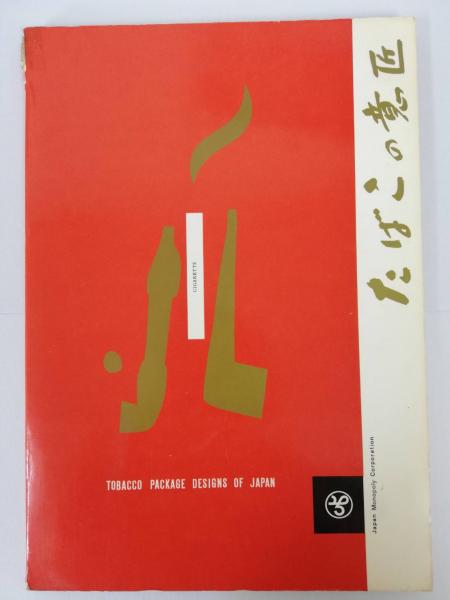 たばこの意匠
CIGARETTE
TOBACCO PACKAGE DESIGNS OF JAPAN
Japan Monopoly Corporation